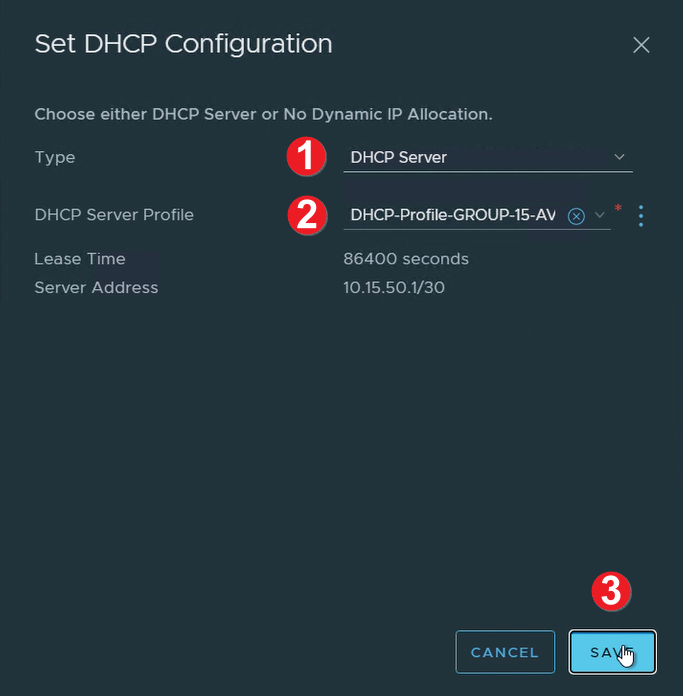 Set DHCP Configuration
Choose either DHCP Server or No Dynamic IP Allocation.
Type 1 DHCP Server
DHCP Server Profile 2 DHCP-Profile-GROUP-15-AV *
Lease Time 86400 seconds
Server Address 10.15.50.1/30
3
CANCEL SAVE